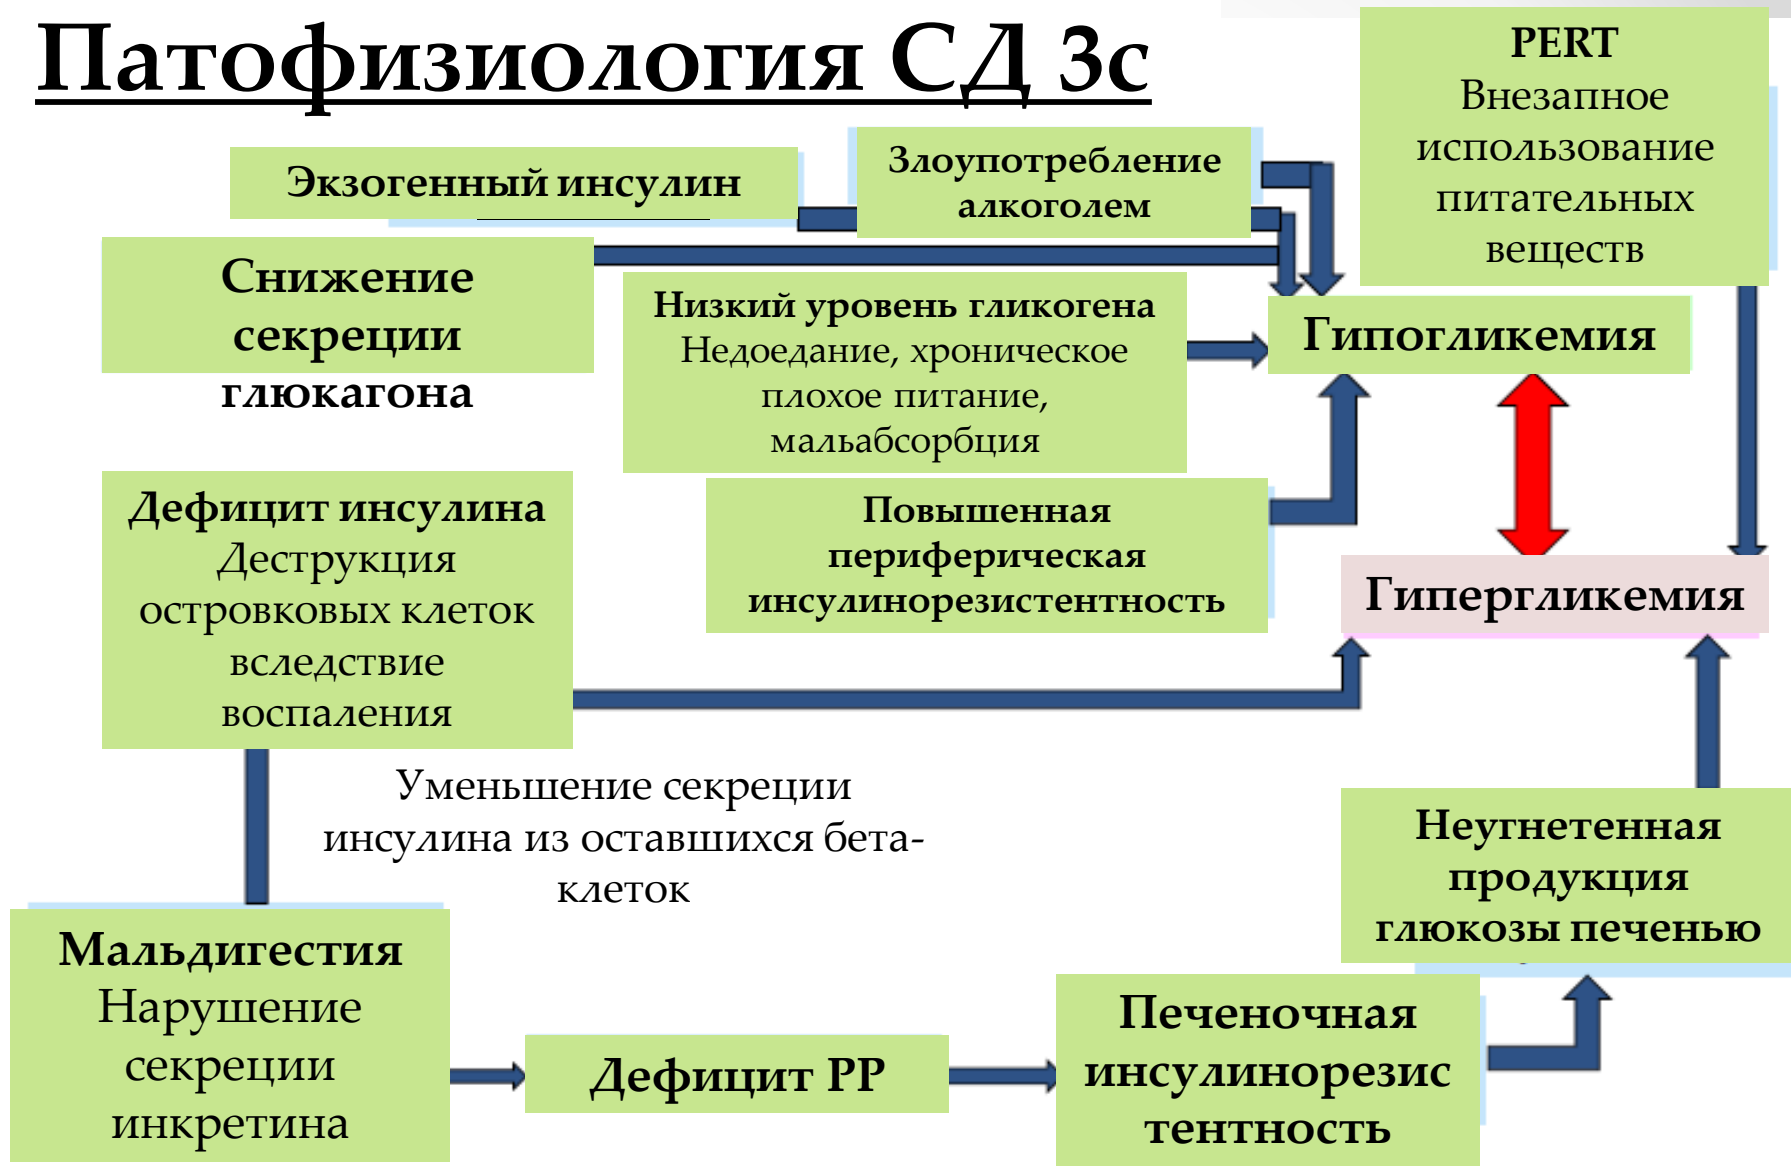 Патофизиология СД 3с
PERT
Внезапное
использование
питательных
веществ
Экзогенный инсулин
Злоупотребление
алкоголем
Снижение
секреции
глюкагона
Низкий уровень гликогена
Недоедание, хроническое
плохое питание,
мальабсорбция
Гипогликемия
Дефицит инсулина
Деструкция
островковых клеток
вследствие
воспаления
Повышенная
периферическая
инсулинорезистентность
Гипергликемия
Уменьшение секреции
инсулина из оставшихся бета-
клеток
Неугнетенная
продукция
глюкозы печенью
Мальдигестия
Нарушение
секреции
инкретина
Дефицит PP
Печеночная
инсулинорезис
тентность